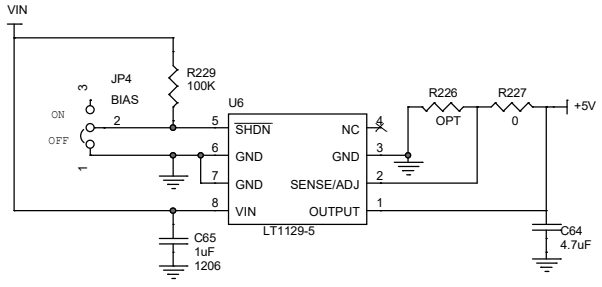 VIN
JP4
BIAS
3
ON
2
OFF
1
R229
100K
U6
5
SHDN
6
GND
7
GND
8
VIN
NC
4
GND
3
SENSE/ADJ
2
OUTPUT
1
LT1129-5
C65
1uF
1206
R226
OPT
R227
0
+5V
C64
4.7uF